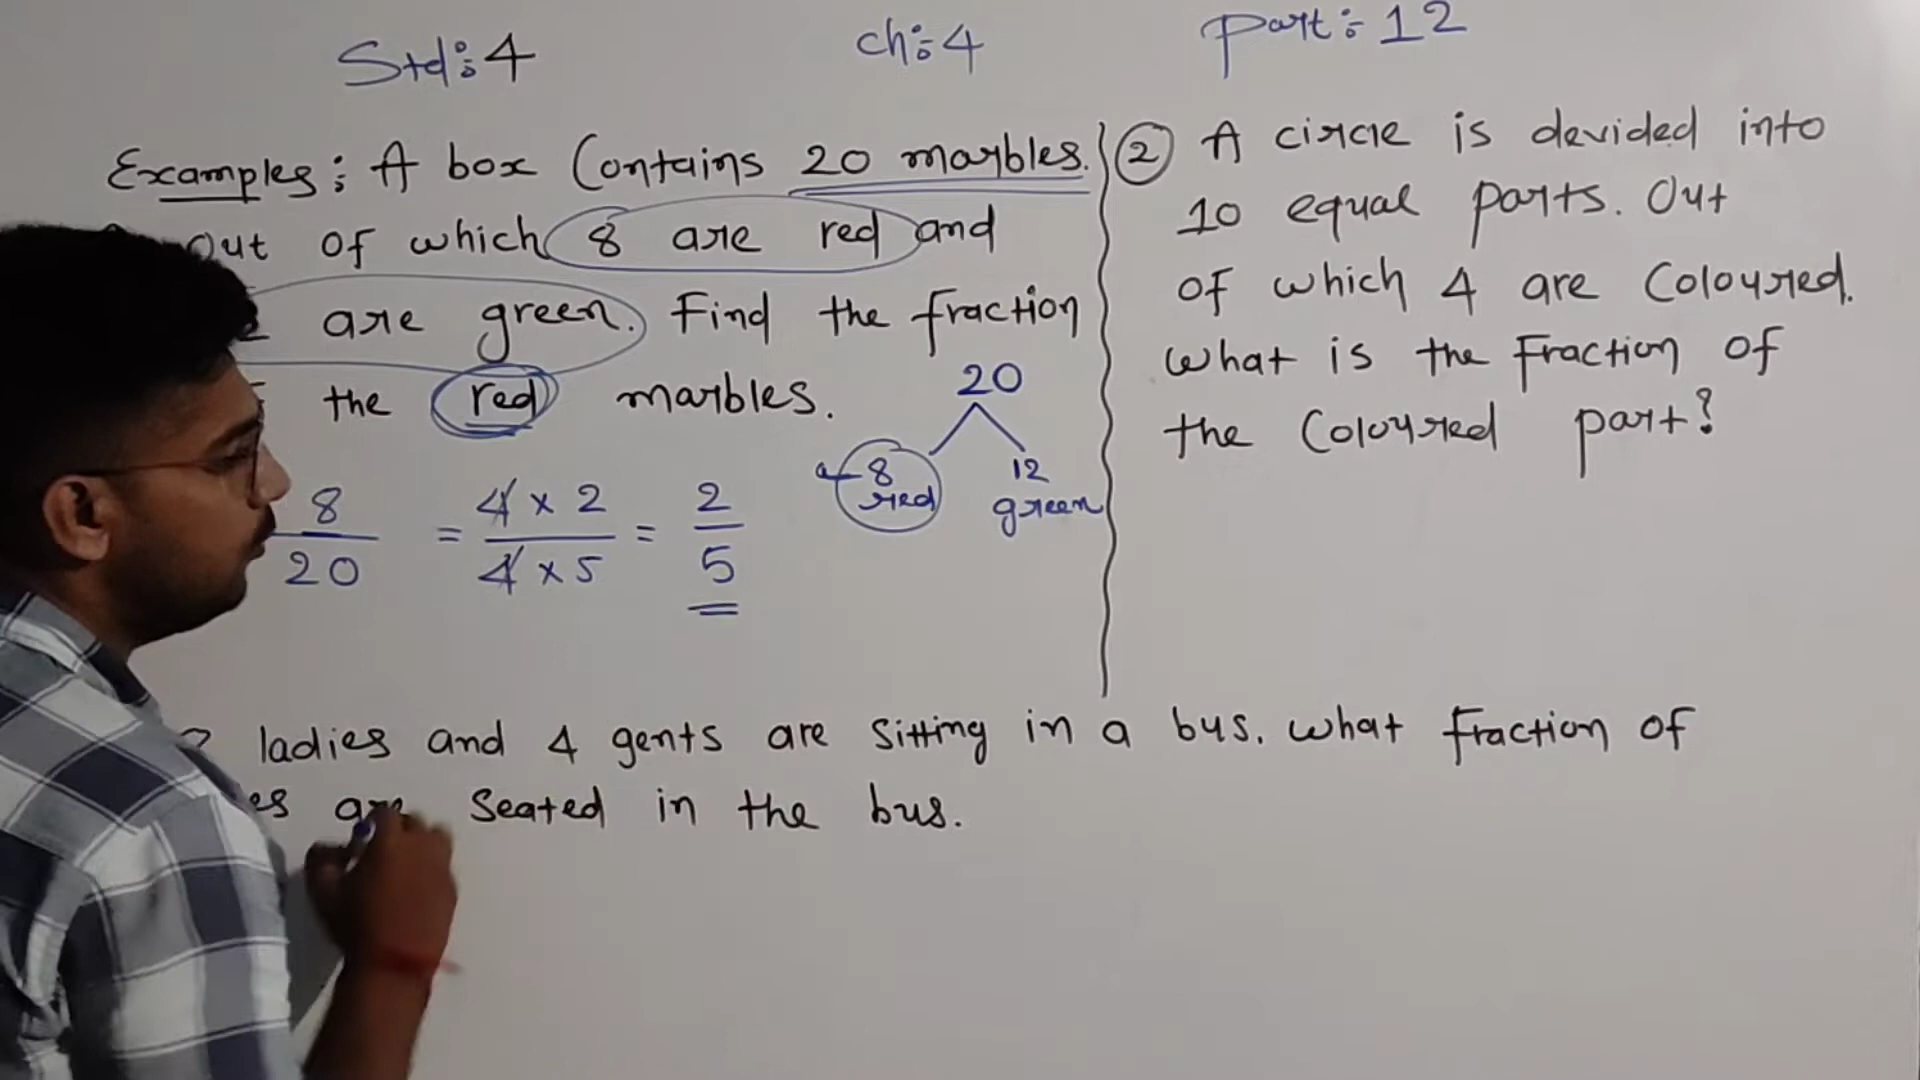 Std:4 ch:4 Part:12
Examples: A box Contains 20 marbles.
Out of which 8 are red and
are green. Find the fraction
the red marbles.
20
8 12
red green
8/20 = 4 x 2 / 4 x 5 = 2/5
2 A circle is devided into
10 equal parts. Out
of which 4 are Coloured.
What is the Fraction of
the Coloured part?
ladies and 4 gents are Sitting in a bus. What fraction of
are Seated in the bus.